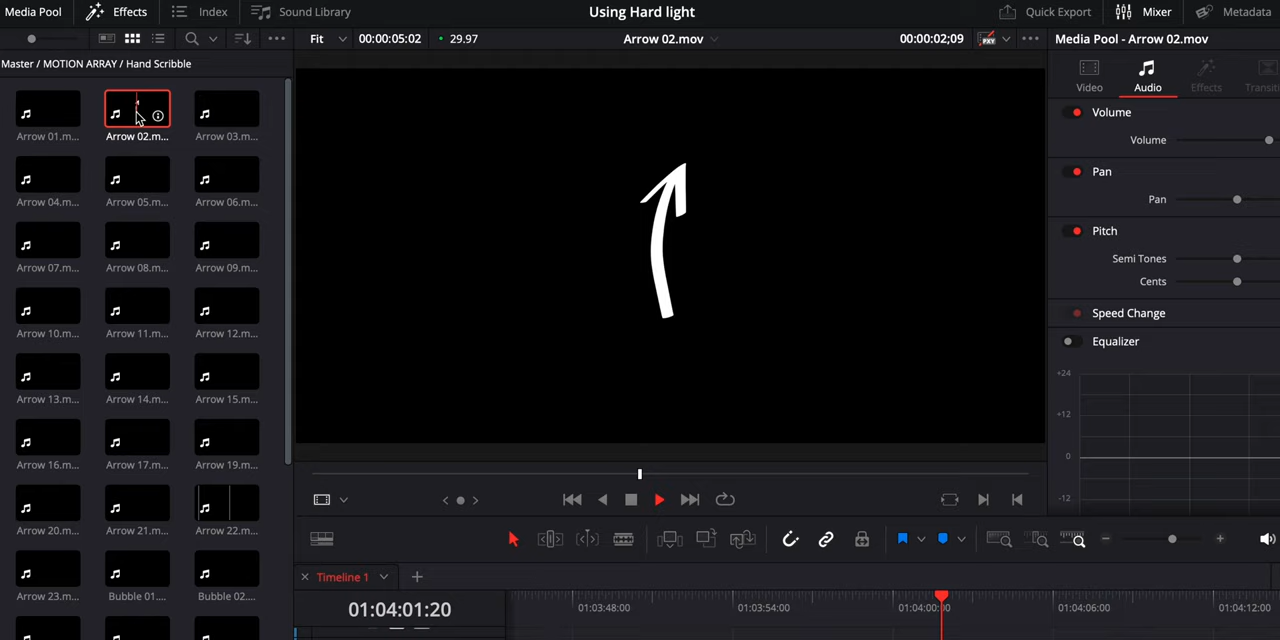 Media Pool Effects Index Sound Library Using Hard light Quick Export Mixer Metadata
Fit 00:00:05:02 29.97 Arrow 02.mov 00:00:02;09 PXY Media Pool - Arrow 02.mov
Master / MOTION ARRAY / Hand Scribble
Video Audio Effects Transiti
Arrow 01.m... Arrow 02.m... Arrow 03.m...
Volume
Volume
Arrow 04.m... Arrow 05.m... Arrow 06.m...
Pan
Pan
Arrow 07.m... Arrow 08.m... Arrow 09.m...
Pitch
Semi Tones
Cents
Arrow 10.m... Arrow 11.m... Arrow 12.m...
Speed Change
Equalizer
Arrow 13.m... Arrow 14.m... Arrow 15.m...
+24
+12
0
-12
Arrow 16.m... Arrow 17.m... Arrow 19.m...
Arrow 20.m... Arrow 21.m... Arrow 22.m...
Arrow 23.m... Bubble 01.... Bubble 02....
Timeline 1
01:04:01:20 01:03:48:00 01:03:54:00 01:04:00:00 01:04:06:00 01:04:12:00